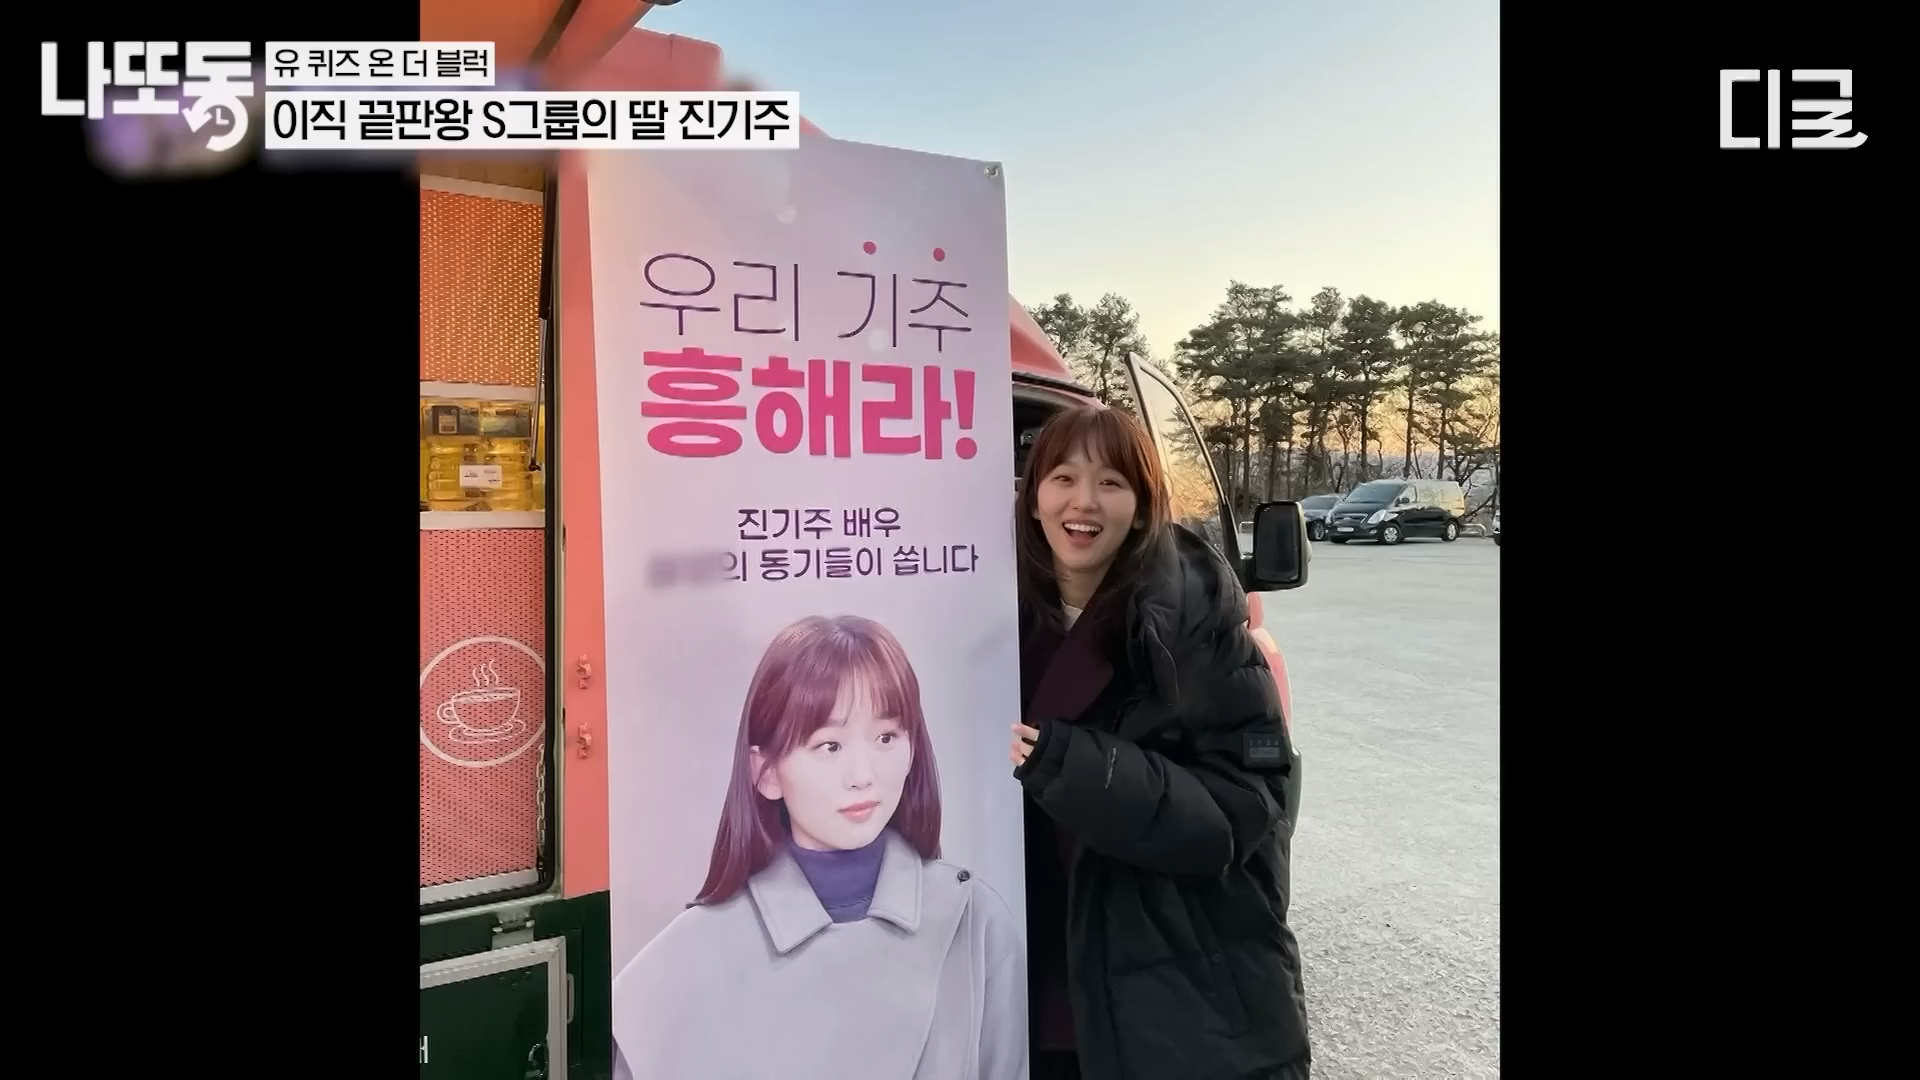 나또동
유 퀴즈 온 더 블럭
이직 끝판왕 S그룹의 딸 진기주
디글
우리 기주
흥해라!
진기주 배우
의 동기들이 쏩니다